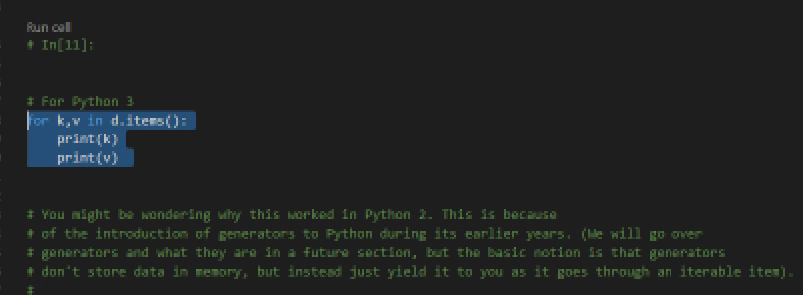 Run cell
# In[11]:
# For Python 3
for k,v in d.items():
    print(k)
    print(v)
# You might be wondering why this worked in Python 2. This is because
# of the introduction of generators to Python during its earlier years. (We will go over
# generators and what they are in a future section, but the basic notion is that generators
# don't store data in memory, but instead just yield it to you as it goes through an iterable item).
#